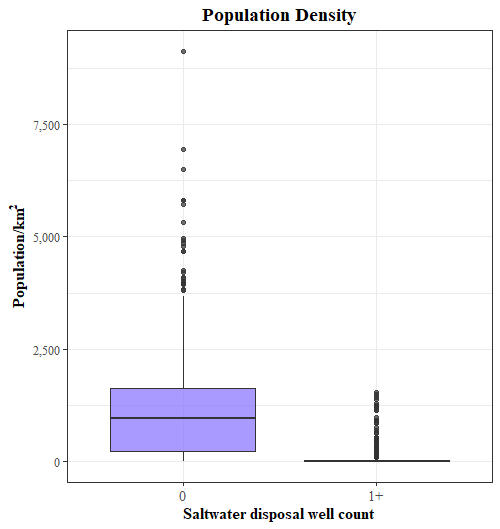 Population Density
Population/km²
7,500
5,000
2,500
0
0
1+
Saltwater disposal well count